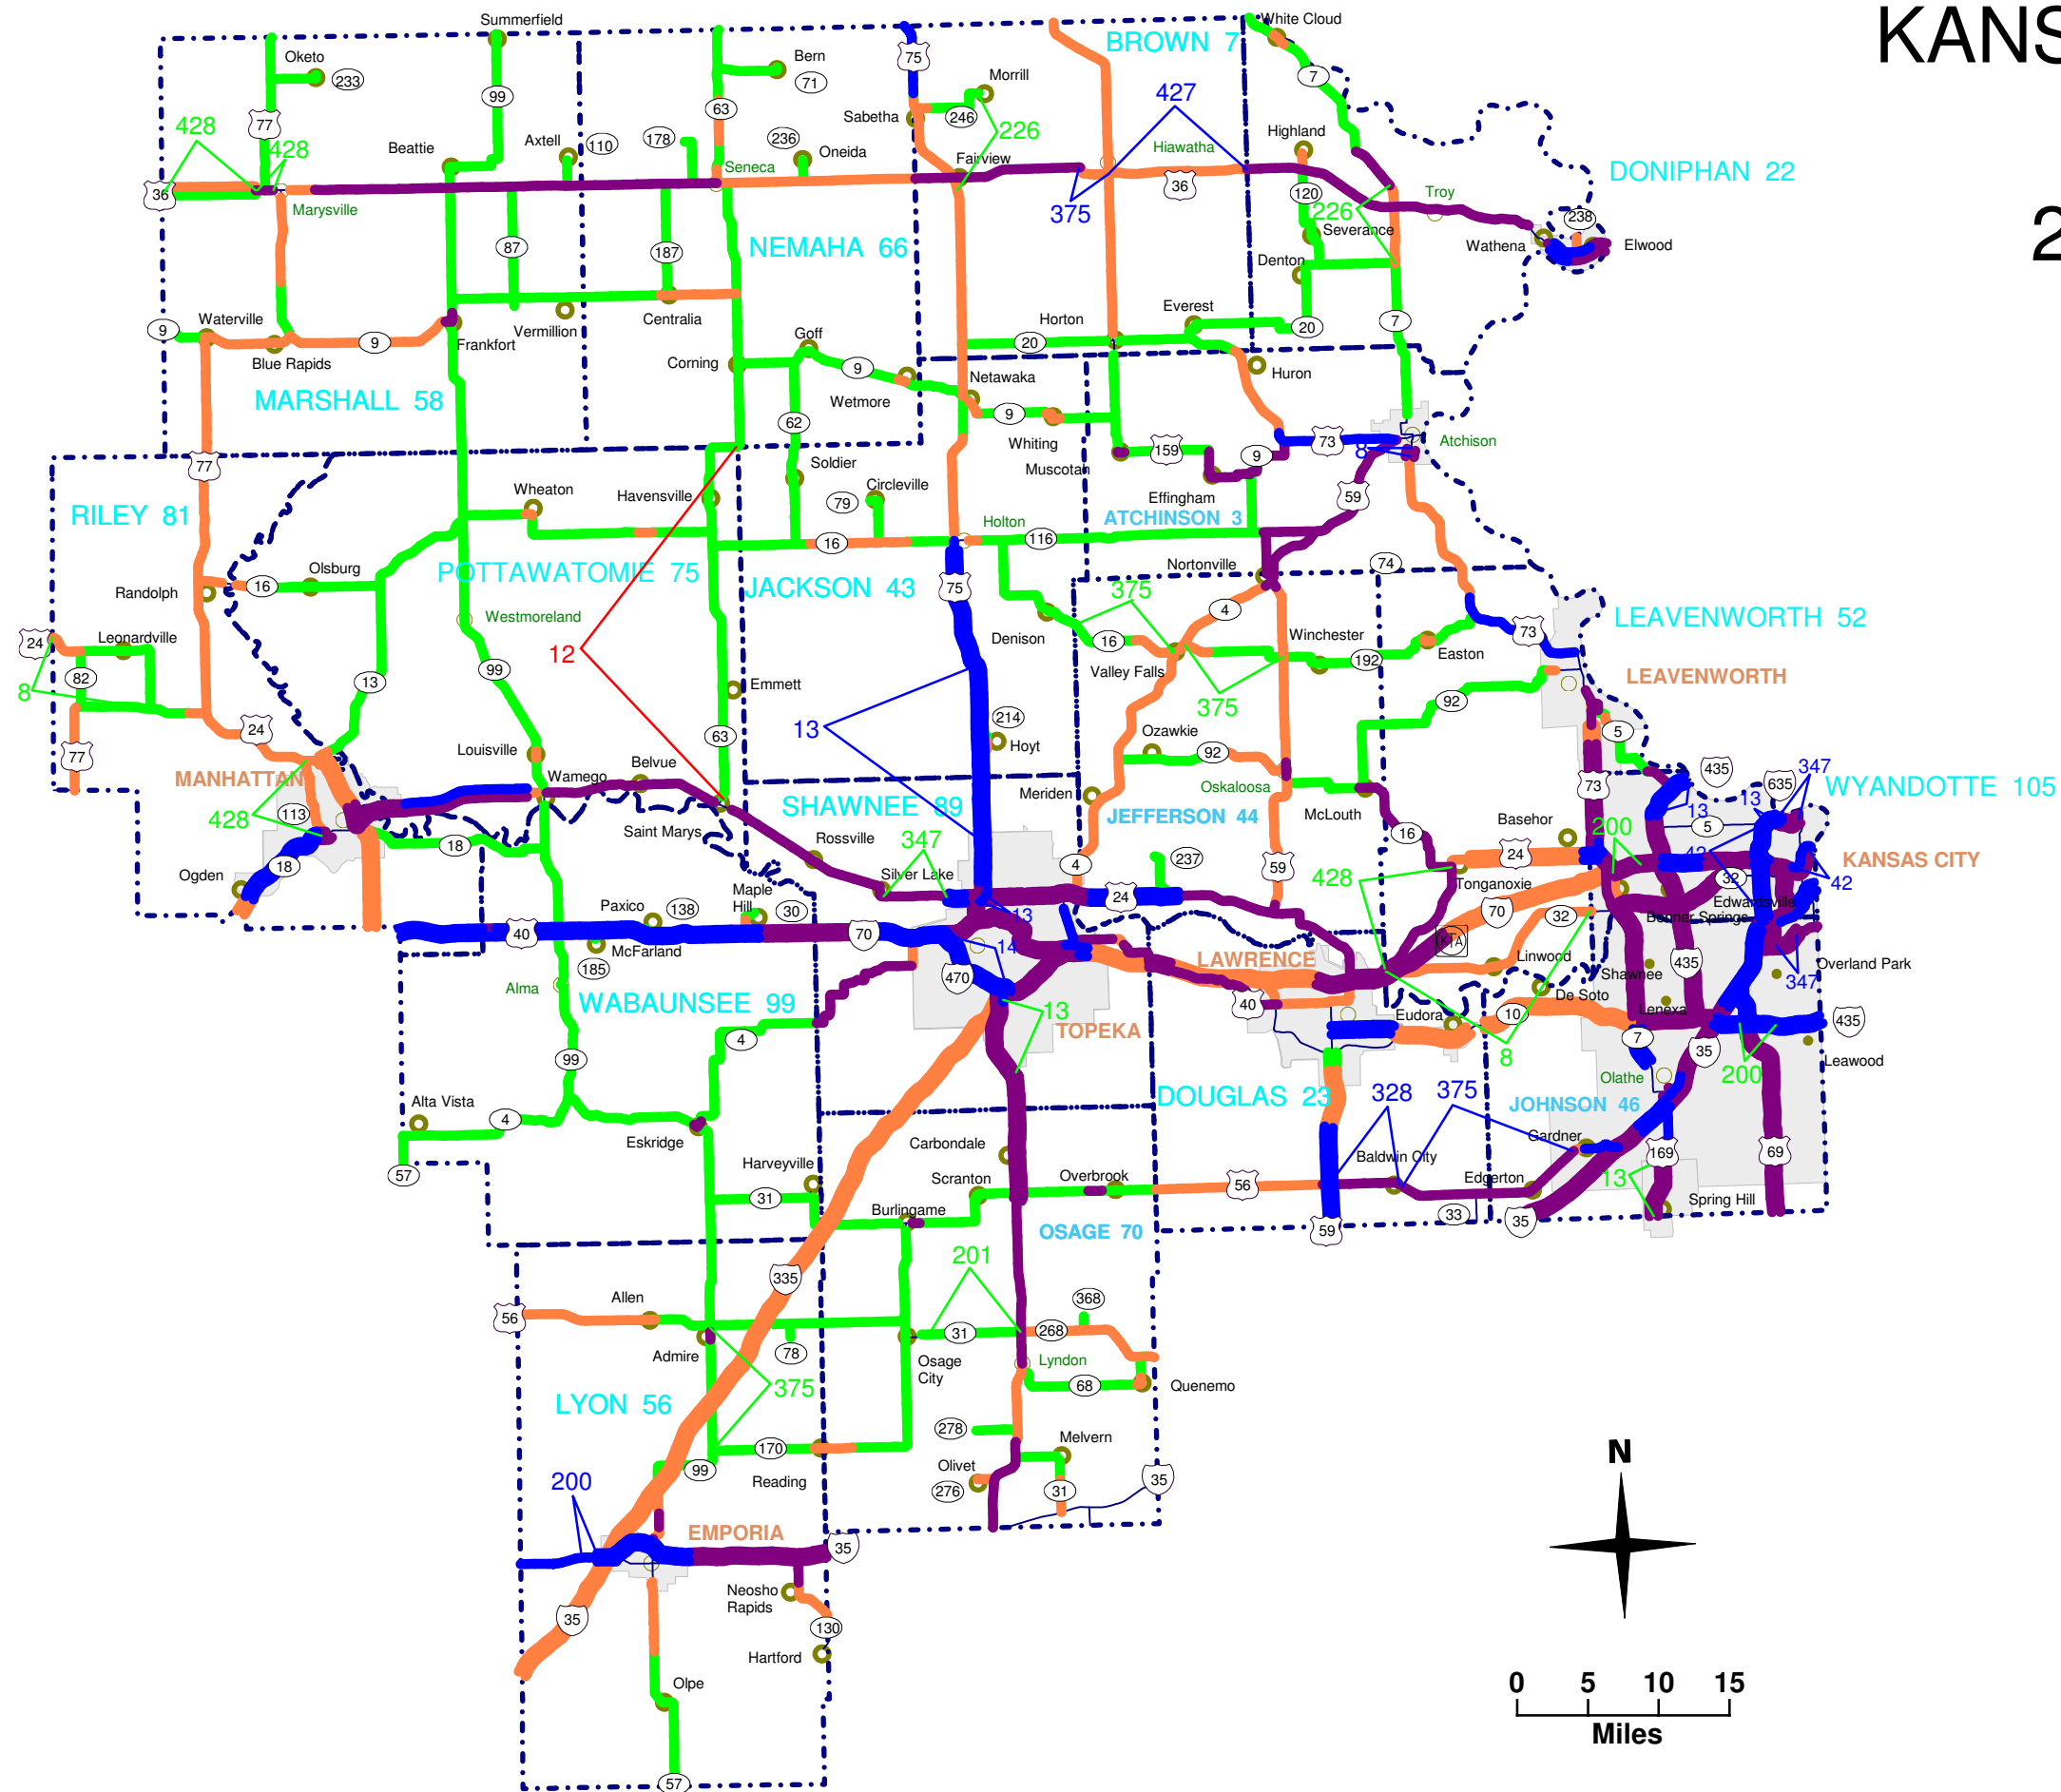 KANS
2
Summerfield
White Cloud
BROWN 7
Oketo
233
Bern
71
75
Morrill
7
99
63
427
428
77
Sabetha
246
226
428
Beattie
Axtell
110
178
236
Oneida
Highland
Hiawatha
Fairview
Seneca
DONIPHAN 22
36
36
Marysville
375
120
226
Troy
238
Severance
Wathena
Elwood
87
187
NEMAHA 66
Denton
Waterville
9
Vermillion
Centralia
Goff
Horton
Everest
20
20
7
9
Frankfort
Blue Rapids
Corning
9
Netawaka
Huron
MARSHALL 58
Wetmore
9
62
Whiting
73
8
Atchison
77
Soldier
Muscotah
159
9
RILEY 81
Wheaton
Havensville
79
Circleville
Effingham
59
ATCHINSON 3
Holton
16
116
Olsburg
POTTAWATOMIE 75
JACKSON 43
75
Nortonville
74
Randolph
16
375
4
LEAVENWORTH 52
Westmoreland
24
Leonardville
12
Denison
16
Winchester
73
82
13
99
Valley Falls
192
Easton
LEAVENWORTH
8
Emmett
375
92
24
13
214
Hoyt
Ozawkie
92
5
77
Louisville
63
MANHATTAN
Wamego
Belvue
Oskaloosa
73
435
635
347
WYANDOTTE 105
Meriden
SHAWNEE 89
JEFFERSON 44
McLouth
13
13
113
428
Saint Marys
Rossville
347
16
Basehor
200
5
18
18
Ogden
Silver Lake
4
237
59
24
42
KANSAS CITY
Tonganoxie
428
32
42
Maple
Hill
30
Paxico
138
24
Edwardsville
13
70
32
Bonner Springs
40
70
McFarland
14
KTA
185
LAWRENCE
Linwood
Shawnee
435
Overland Park
347
470
Alma
WABAUNSEE 99
40
De Soto
13
Eudora
10
Lenexa
435
TOPEKA
4
7
99
8
35
Leawood
Olathe
200
DOUGLAS 23
328
375
JOHNSON 46
Alta Vista
4
Eskridge
Carbondale
Gardner
57
Harveyville
Baldwin City
169
69
31
Scranton
Overbrook
56
Edgerton
13
Burlingame
33
35
Spring Hill
59
OSAGE 70
201
335
Allen
56
368
31
268
Admire
78
Osage
City
Lyndon
375
68
Quenemo
LYON 56
278
Melvern
170
99
Olivet
35
200
Reading
276
31
N
EMPORIA
35
Neosho
Rapids
35
130
Hartford
Olpe
0 5 10 15
Miles
57